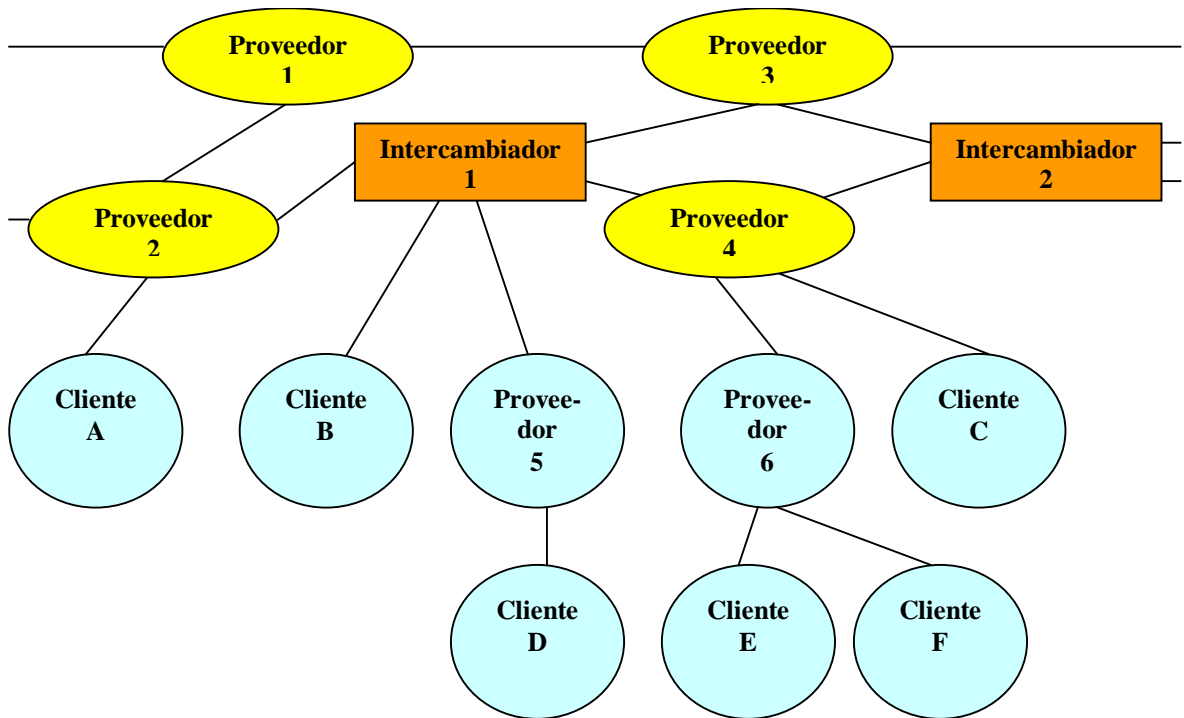 Proveedor
1
Proveedor
3
Intercambiador
1
Intercambiador
2
Proveedor
2
Proveedor
4
Cliente
A
Cliente
B
Provee-
dor
5
Provee-
dor
6
Cliente
C
Cliente
D
Cliente
E
Cliente
F